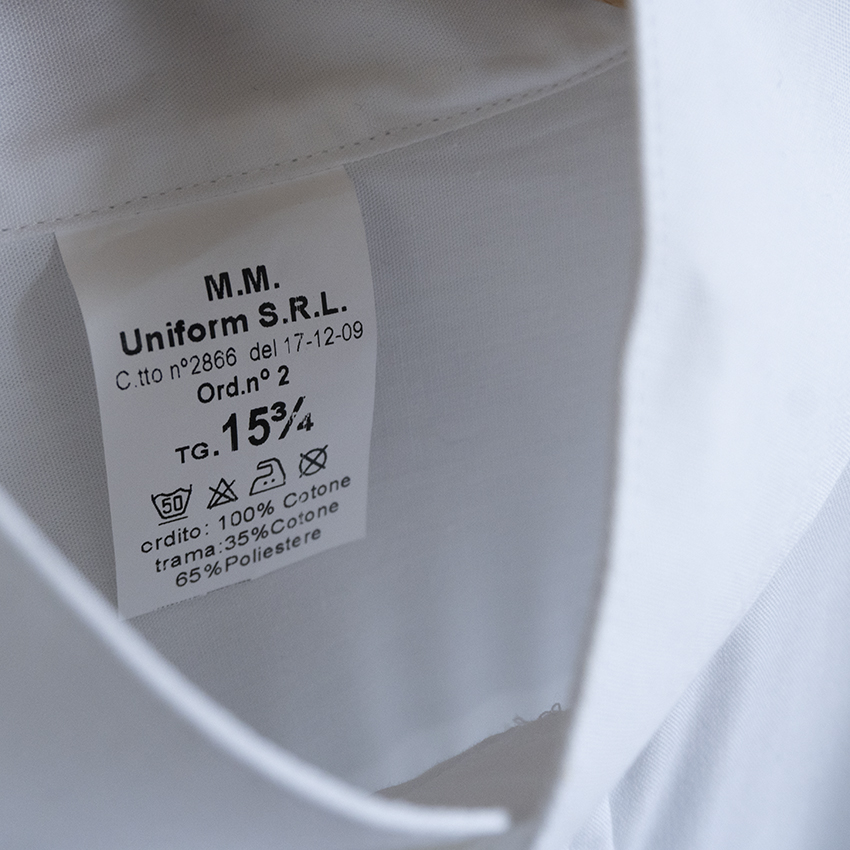 M.M.
Uniform S.R.L.
C.tto n°2866 del 17-12-09
Ord.n° 2
TG.15¾
50
ordito: 100% Cotone
trama:35%Cotone
65%Poliestere